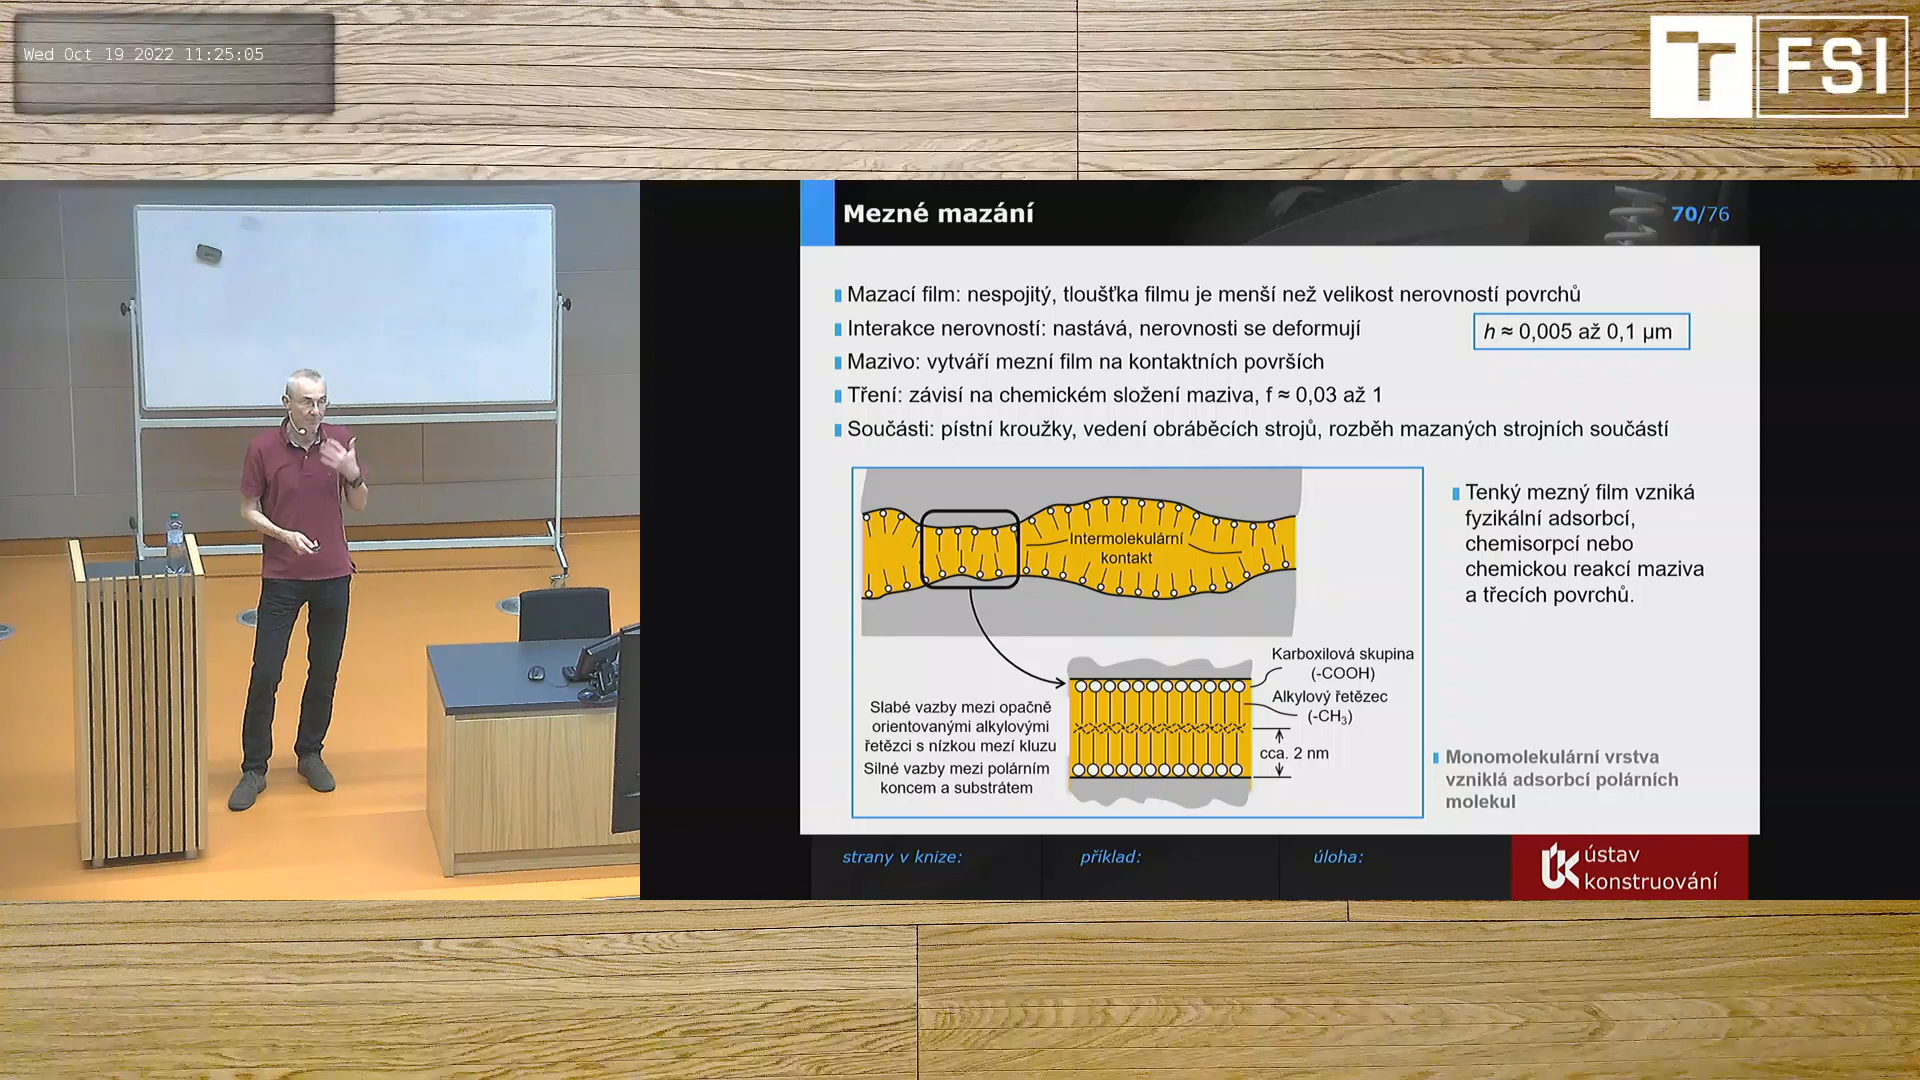 Wed Oct 19 2022 11:25:05
T FSI
Mezné mazání
70/76
Mazací film: nespojitý, tloušťka filmu je menší než velikost nerovností povrchů
Interakce nerovností: nastává, nerovnosti se deformují
h ≈ 0,005 až 0,1 µm
Mazivo: vytváří mezní film na kontaktních površích
Tření: závisí na chemickém složení maziva, f ≈ 0,03 až 1
Součásti: pístní kroužky, vedení obráběcích strojů, rozběh mazaných strojních součástí
Intermolekulární
kontakt
Tenký mezný film vzniká
fyzikální adsorbcí,
chemisorpcí nebo
chemickou reakcí maziva
a třecích povrchů.
Karboxilová skupina
(-COOH)
Alkylový řetězec
(-CH₃)
cca. 2 nm
Slabé vazby mezi opačně
orientovanými alkylovými
řetězci s nízkou mezí kluzu
Silné vazby mezi polárním
koncem a substrátem
Monomolekulární vrstva
vzniklá adsorbcí polárních
molekul
strany v knize:
příklad:
úloha:
ÚK ústav
konstruování